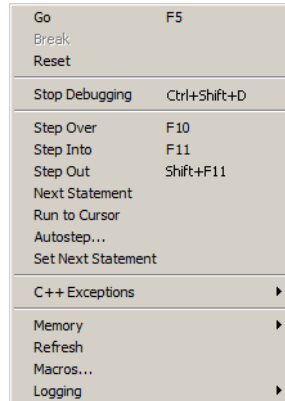 Go F5
Break
Reset
Stop Debugging Ctrl+Shift+D
Step Over F10
Step Into F11
Step Out Shift+F11
Next Statement
Run to Cursor
Autostep...
Set Next Statement
C++ Exceptions
Memory
Refresh
Macros...
Logging